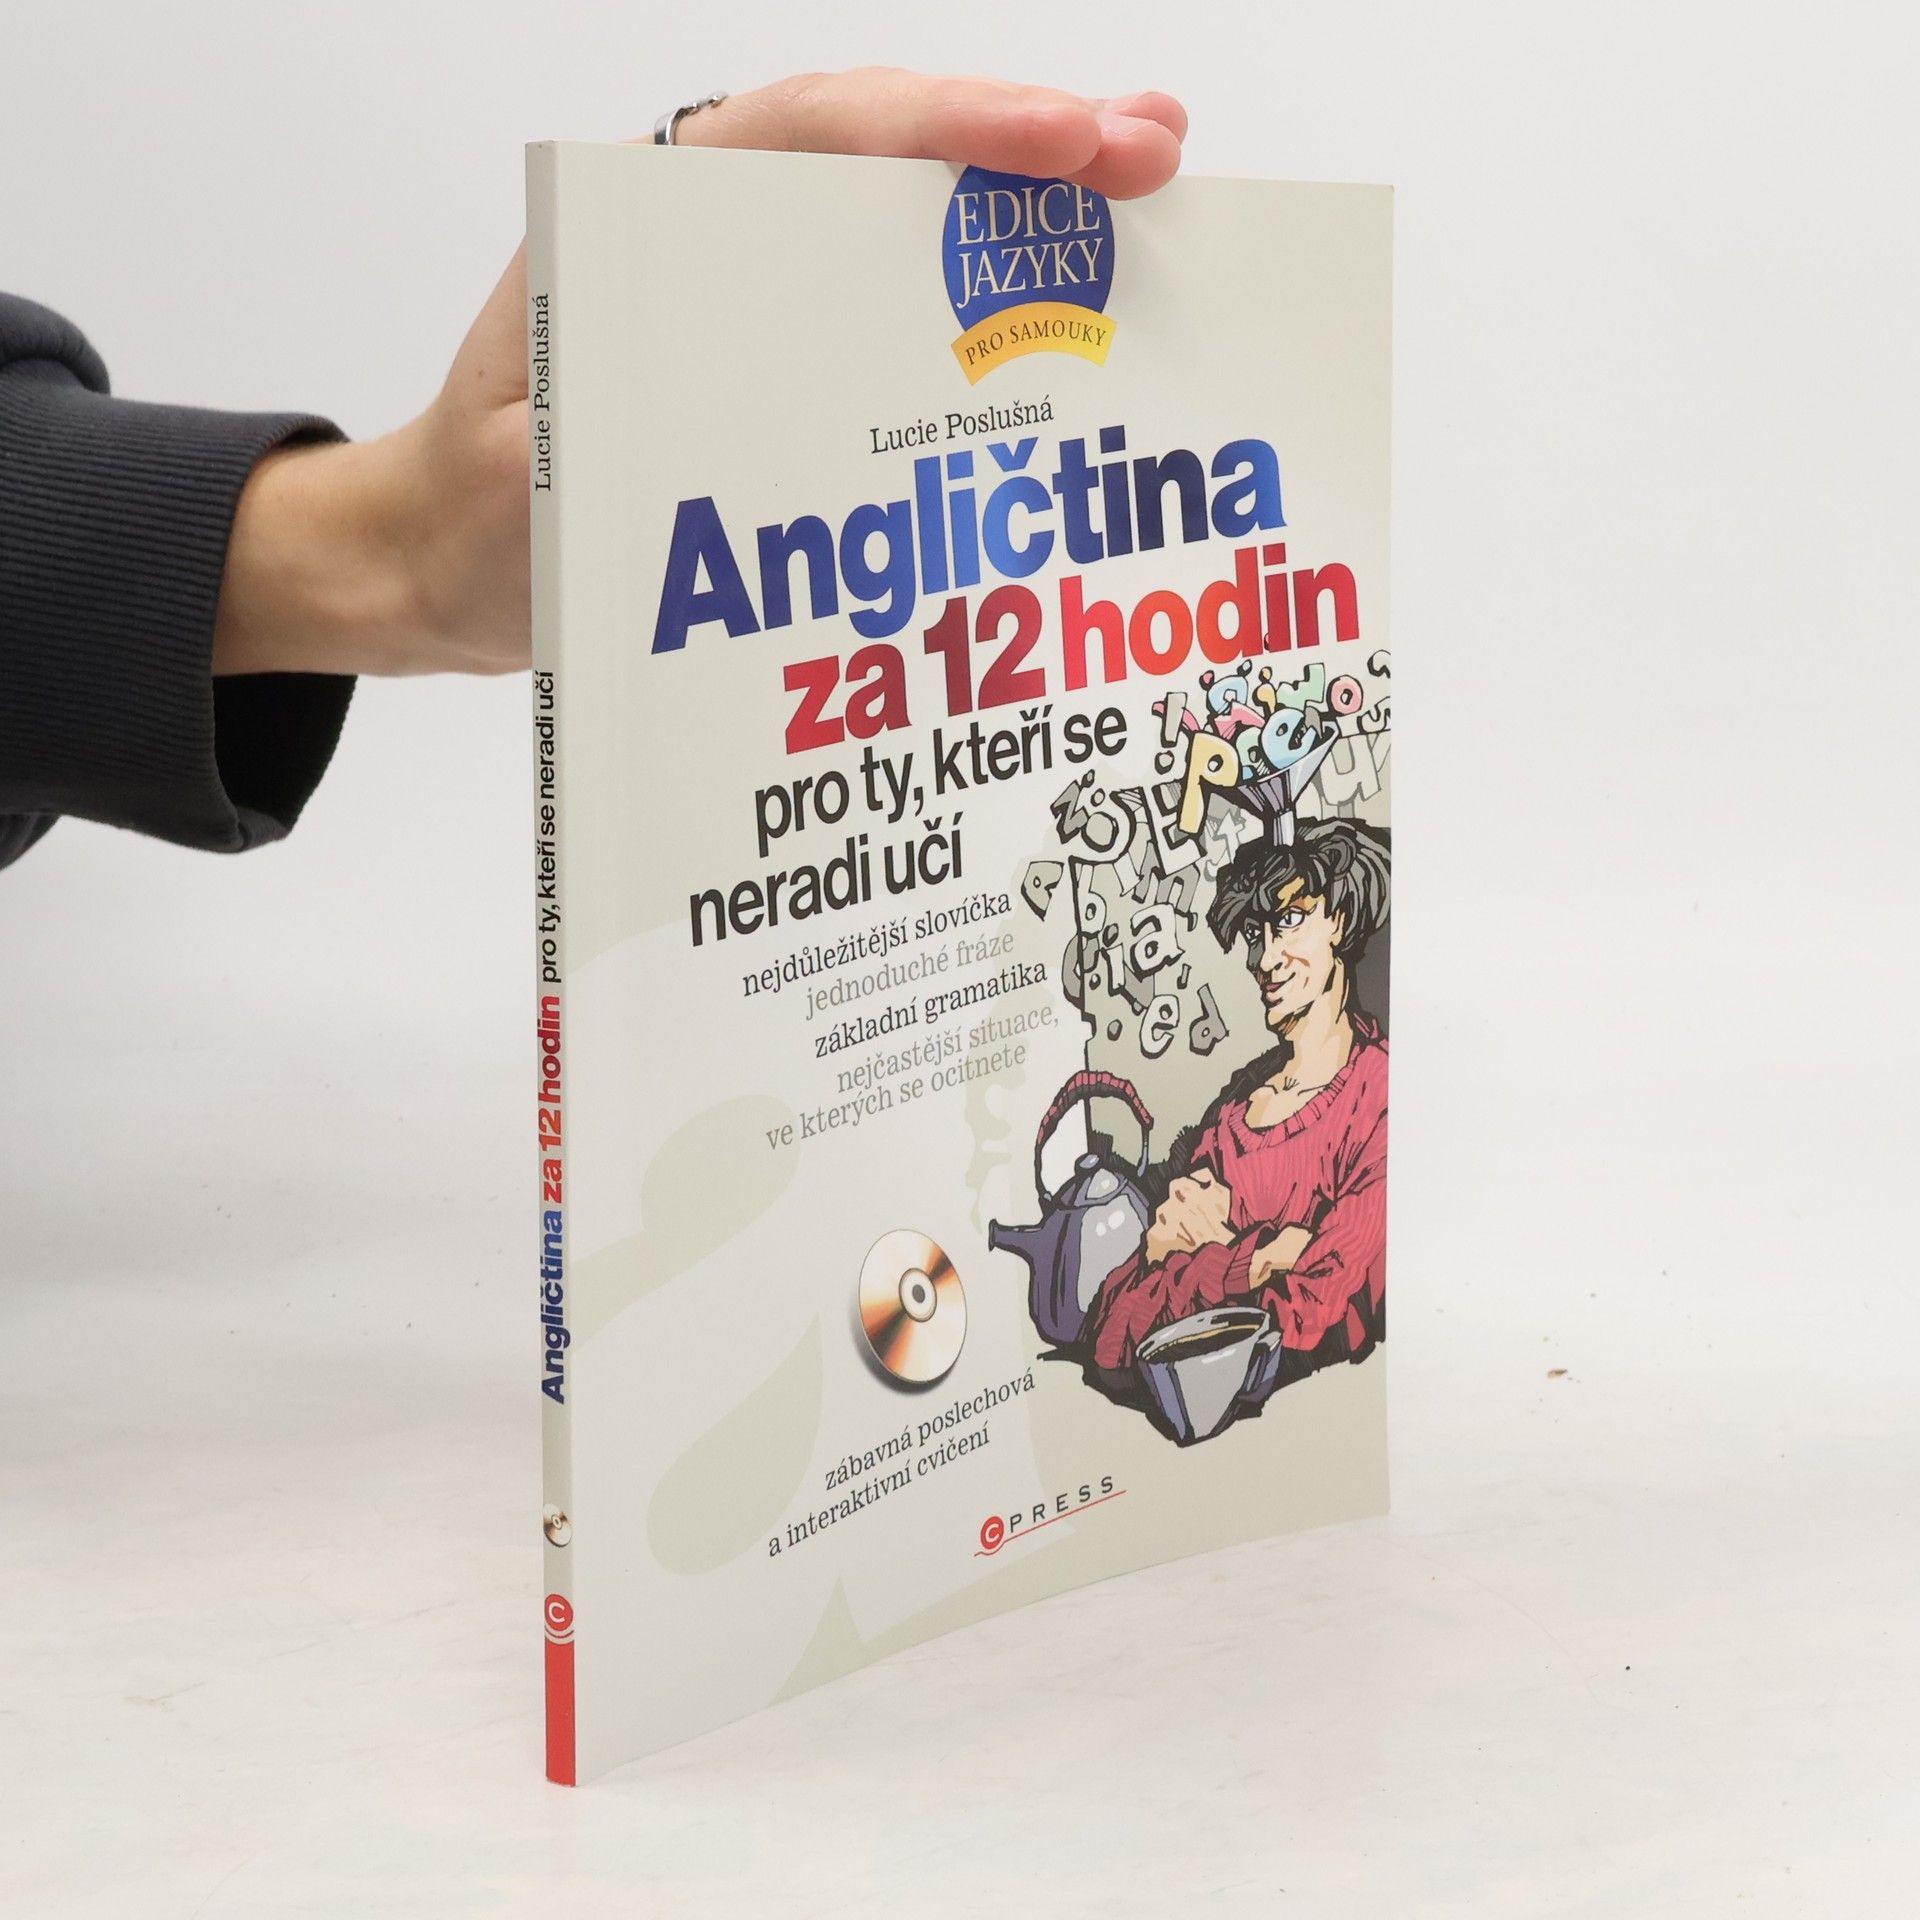 EDICE
JAZYKY
PRO SAMOUKY
Lucie Poslušná
Angličtina
za 12 hodin
pro ty, kteří se
neradi učí
nejdůležitější slovíčka
jednoduché fráze
základní gramatika
nejčastější situace,
ve kterých se ocitnete
zábavná poslechová
a interaktivní cvičení
CPRESS
Lucie Poslušná
Angličtina za 12 hodin pro ty, kteří se neradi učí
C